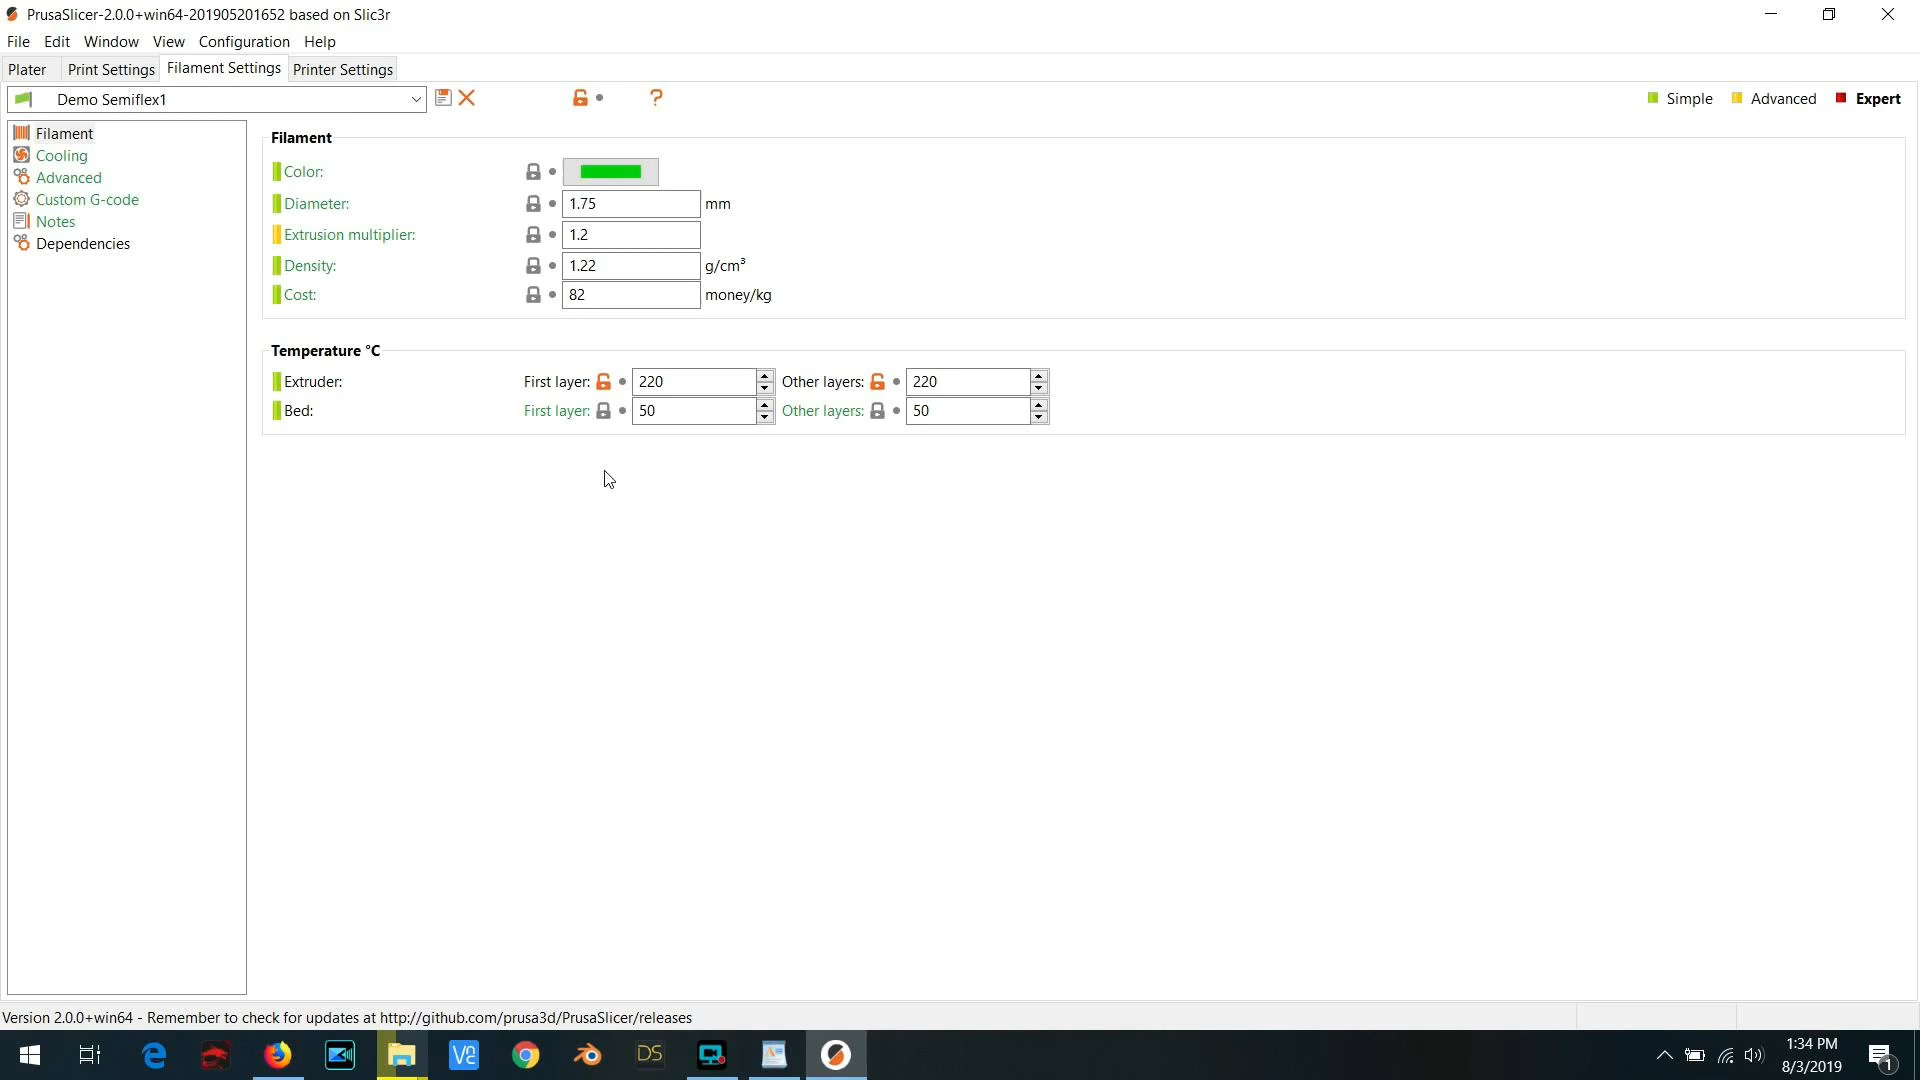 PrusaSlicer-2.0.0+win64-201905201652 based on Slic3r
File Edit Window View Configuration Help
Plater Print Settings Filament Settings Printer Settings
Demo Semiflex1 ? Simple Advanced Expert
Filament
Cooling
Advanced
Custom G-code
Notes
Dependencies
Filament
Color:
Diameter: 1.75 mm
Extrusion multiplier: 1.2
Density: 1.22 g/cm³
Cost: 82 money/kg
Temperature °C
Extruder: First layer: 220 Other layers: 220
Bed: First layer: 50 Other layers: 50
Version 2.0.0+win64 - Remember to check for updates at http://github.com/prusa3d/PrusaSlicer/releases
DS
1:34 PM
8/3/2019
1